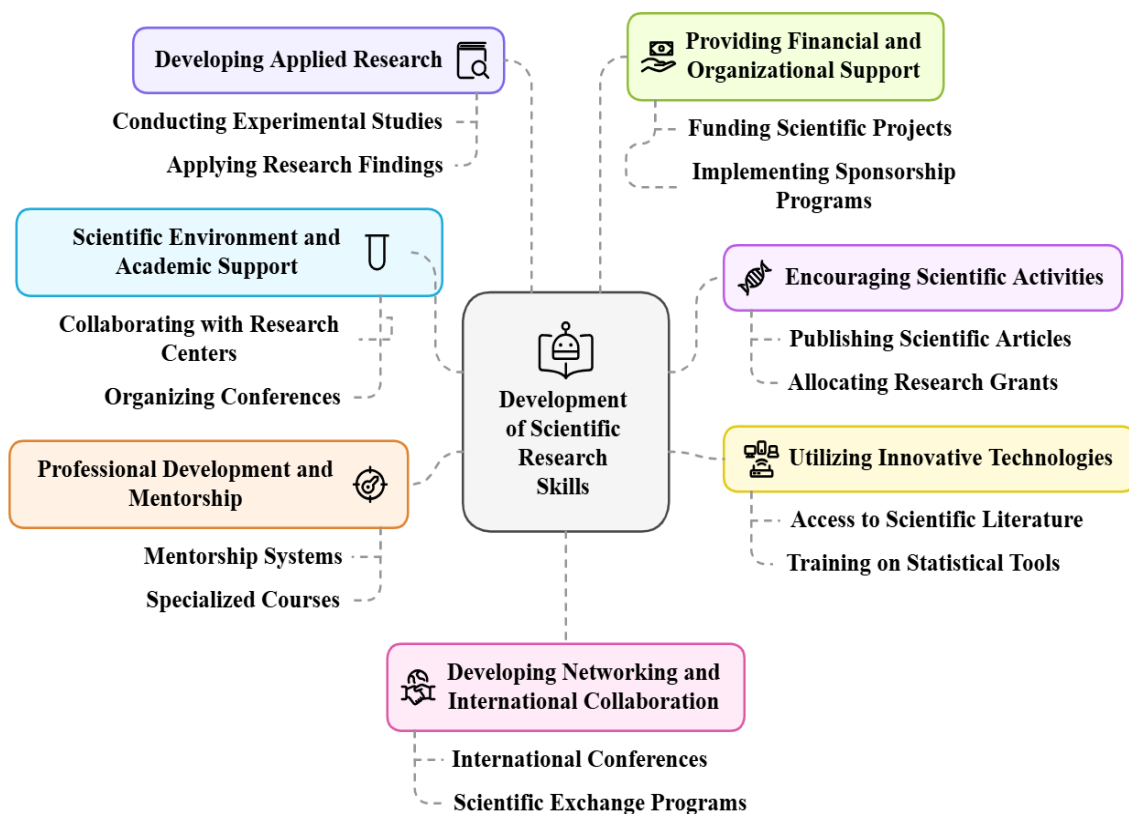 Developing Applied Research
Conducting Experimental Studies
Applying Research Findings
Providing Financial and
Organizational Support
Funding Scientific Projects
Implementing Sponsorship
Programs
Scientific Environment and
Academic Support
Collaborating with Research
Centers
Organizing Conferences
Encouraging Scientific Activities
Publishing Scientific Articles
Allocating Research Grants
Development
of Scientific
Research
Skills
Professional Development and
Mentorship
Mentorship Systems
Specialized Courses
Utilizing Innovative Technologies
Access to Scientific Literature
Training on Statistical Tools
Developing Networking and
International Collaboration
International Conferences
Scientific Exchange Programs